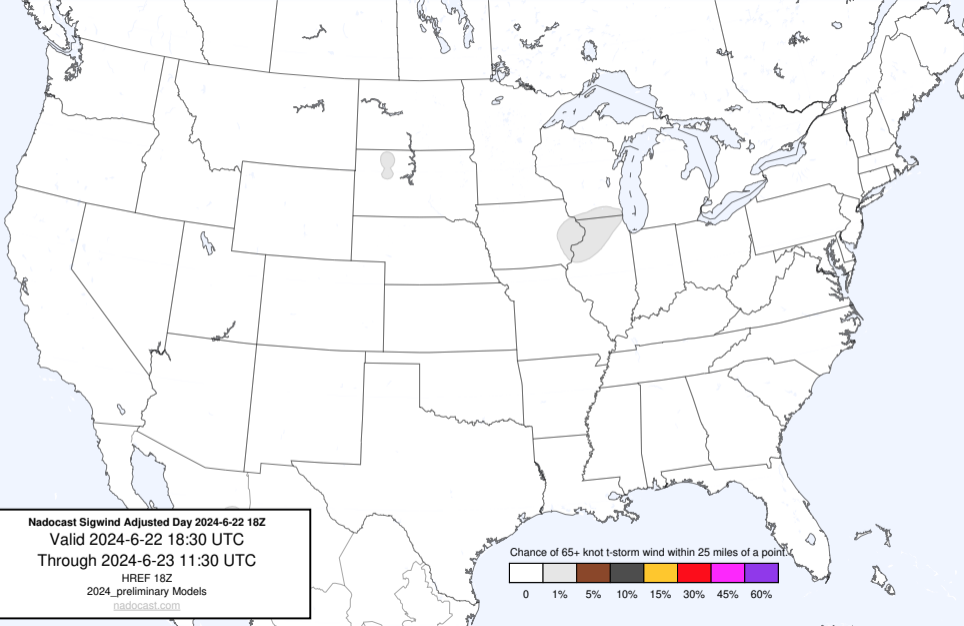 Nadocast Sigwind Adjusted Day 2024-6-22 18Z
Valid 2024-6-22 18:30 UTC
Through 2024-6-23 11:30 UTC
HREF 18Z
2024_preliminary Models
nadocast.com
Chance of 65+ knot t-storm wind within 25 miles of a point.
0 1% 5% 10% 15% 30% 45% 60%